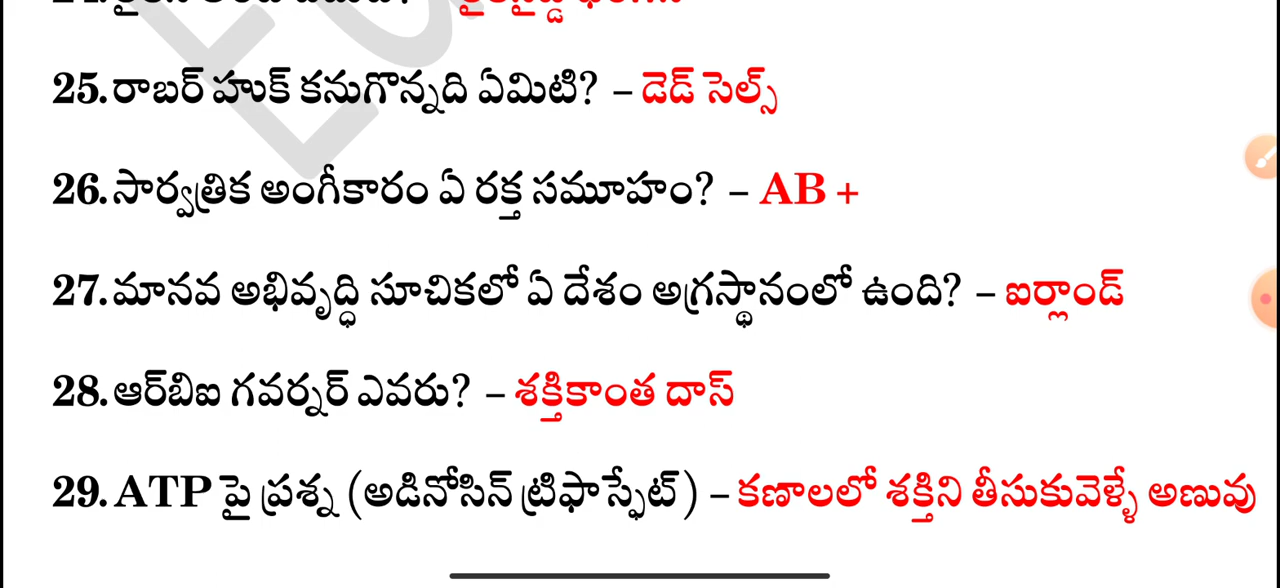 25.రాబర్ హుక్ కనుగొన్నది ఏమిటి? – డెడ్ సెల్స్
26.సార్వత్రిక అంగీకారం ఏ రక్త సమూహం? – AB +
27.మానవ అభివృద్ధి సూచికలో ఏ దేశం అగ్రస్థానంలో ఉంది? – ఐర్లాండ్
28.ఆర్‌బిఐ గవర్నర్ ఎవరు? – శక్తికాంత దాస్
29.ATP పై ప్రశ్న (అడినోసిన్ ట్రిఫాస్ఫేట్) – కణాలలో శక్తిని తీసుకువెళ్ళే అణువు